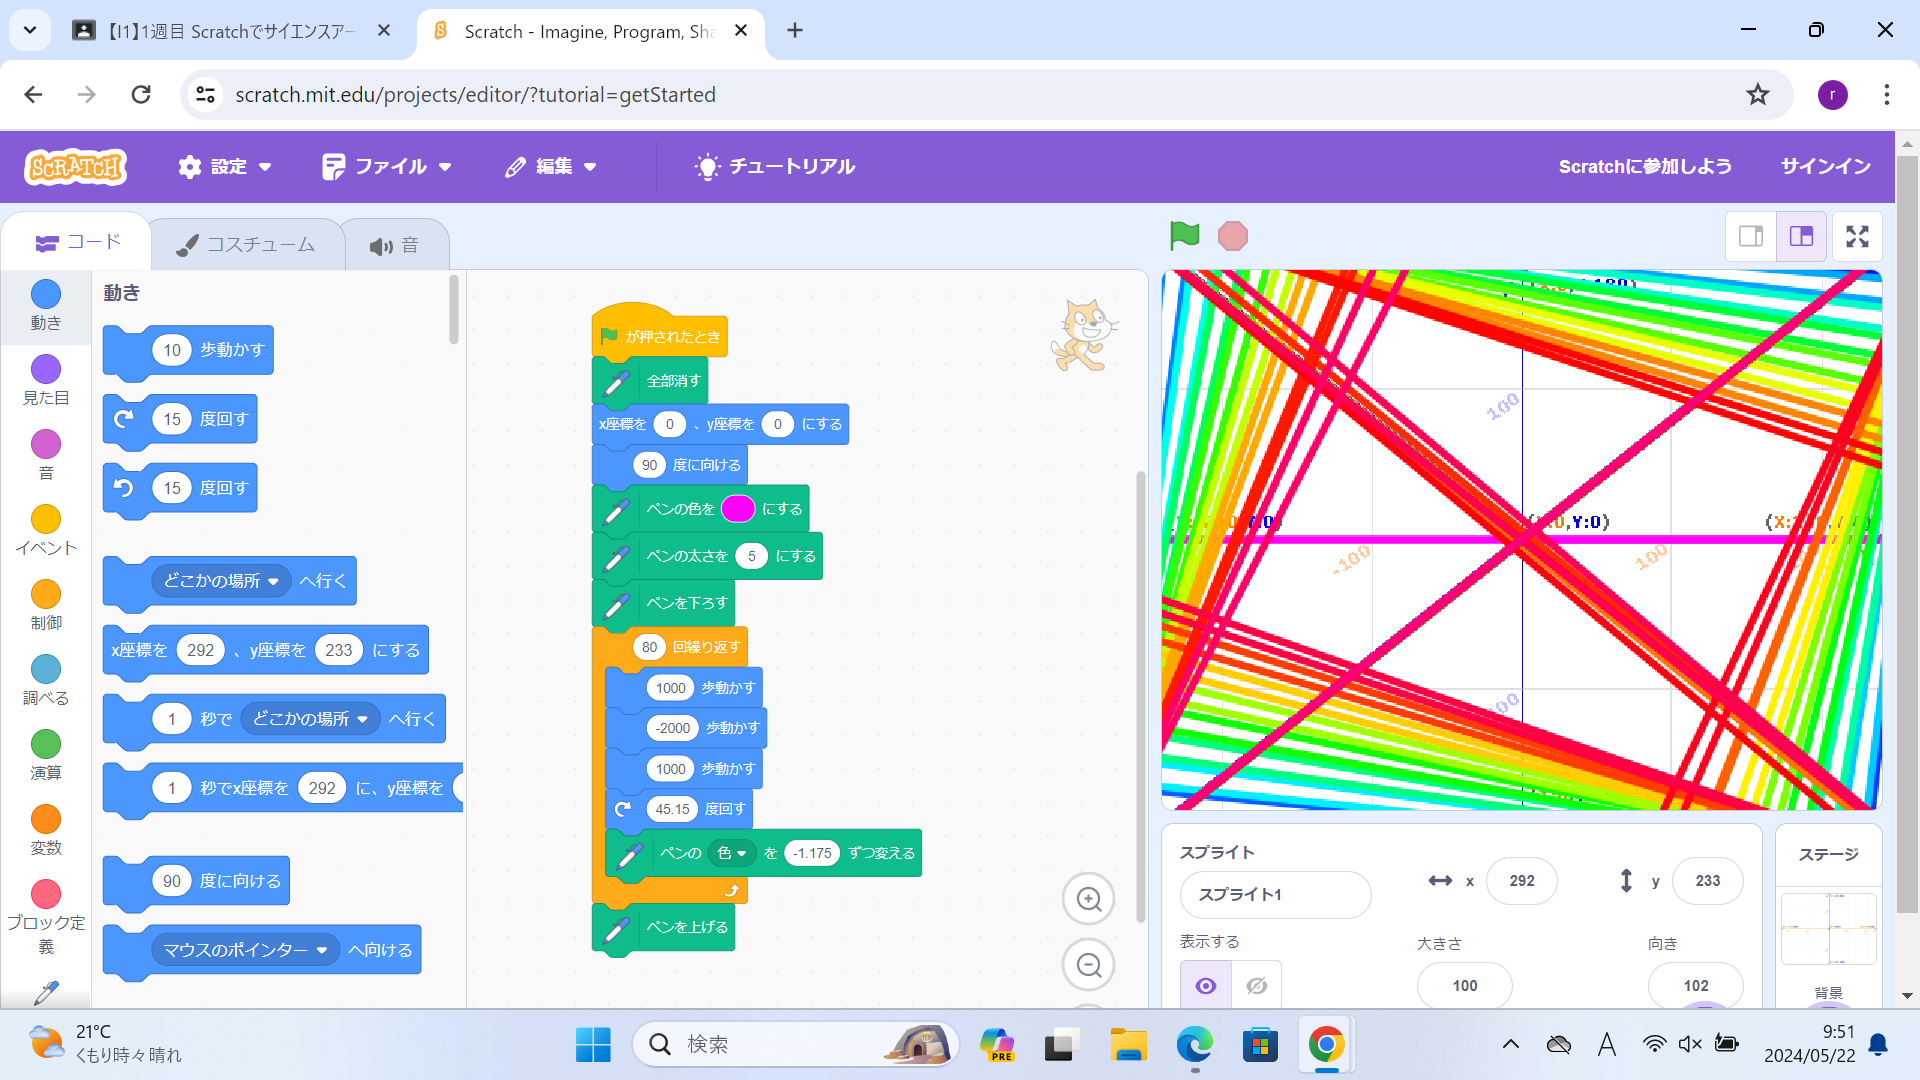 【I1】1週目 Scratchでサイエンスアー
Scratch - Imagine, Program, Sha
scratch.mit.edu/projects/editor/?tutorial=getStarted
r
SCRATCH
設定
ファイル
編集
チュートリアル
Scratchに参加しよう
サインイン
コード
コスチューム
音
動き
見た目
音
イベント
制御
調べる
演算
変数
ブロック定
義
動き
10 歩動かす
15 度回す
15 度回す
どこかの場所 へ行く
x座標を 292 、y座標を 233 にする
1 秒で どこかの場所 へ行く
1 秒でx座標を 292 に、y座標を
90 度に向ける
マウスのポインター へ向ける
が押されたとき
全部消す
x座標を 0 、y座標を 0 にする
90 度に向ける
ペンの色を にする
ペンの太さを 5 にする
ペンを下ろす
80 回繰り返す
1000 歩動かす
-2000 歩動かす
1000 歩動かす
45.15 度回す
ペンの 色 を -1.175 ずつ変える
ペンを上げる
100
,Y:0)
-100
100
スプライト
スプライト1
x 292
y 233
表示する
大きさ
向き
100
102
ステージ
背景
21°C
くもり時々晴れ
検索
PRE
A
9:51
2024/05/22